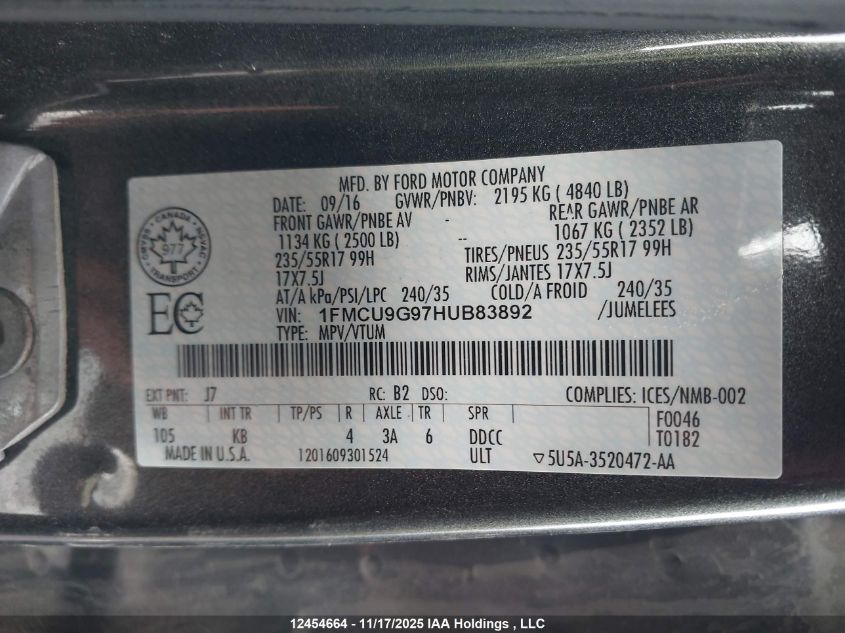 MFD. BY FORD MOTOR COMPANY
DATE: 09/16 GVWR/PNBV: 2195 KG ( 4840 LB)
FRONT GAWR/PNBE AV - REAR GAWR/PNBE AR
1134 KG ( 2500 LB) -- 1067 KG ( 2352 LB)
235/55R17 99H TIRES/PNEUS 235/55R17 99H
17X7.5J RIMS/JANTES 17X7.5J
AT/A kPa/PSI/LPC 240/35 COLD/A FROID 240/35
VIN: 1FMCU9G97HUB83892 /JUMELEES
TYPE: MPV/VTUM
CANADA
977
TRANSPORT
EC
EXT PNT: J7 RC: B2 DSO: COMPLIES: ICES/NMB-002
WB INT TR TP/PS R AXLE TR SPR F0046
105 KB 4 3A 6 DDCC T0182
MADE IN U.S.A. 1201609301524 ULT ▽5U5A-3520472-AA
12454664 - 11/17/2025 IAA Holdings , LLC